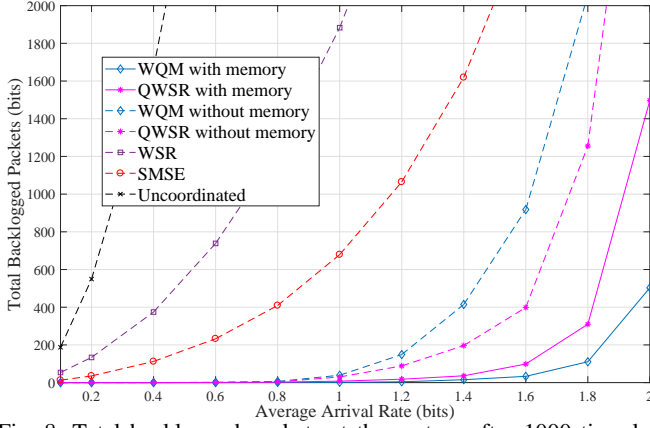 2000
1800
1600
1400
1200
1000
800
600
400
200
0
Total Backlogged Packets (bits)
WQM with memory
QWSR with memory
WQM without memory
QWSR without memory
WSR
SMSE
Uncoordinated
0.2 0.4 0.6 0.8 1 1.2 1.4 1.6 1.8 2
Average Arrival Rate (bits)